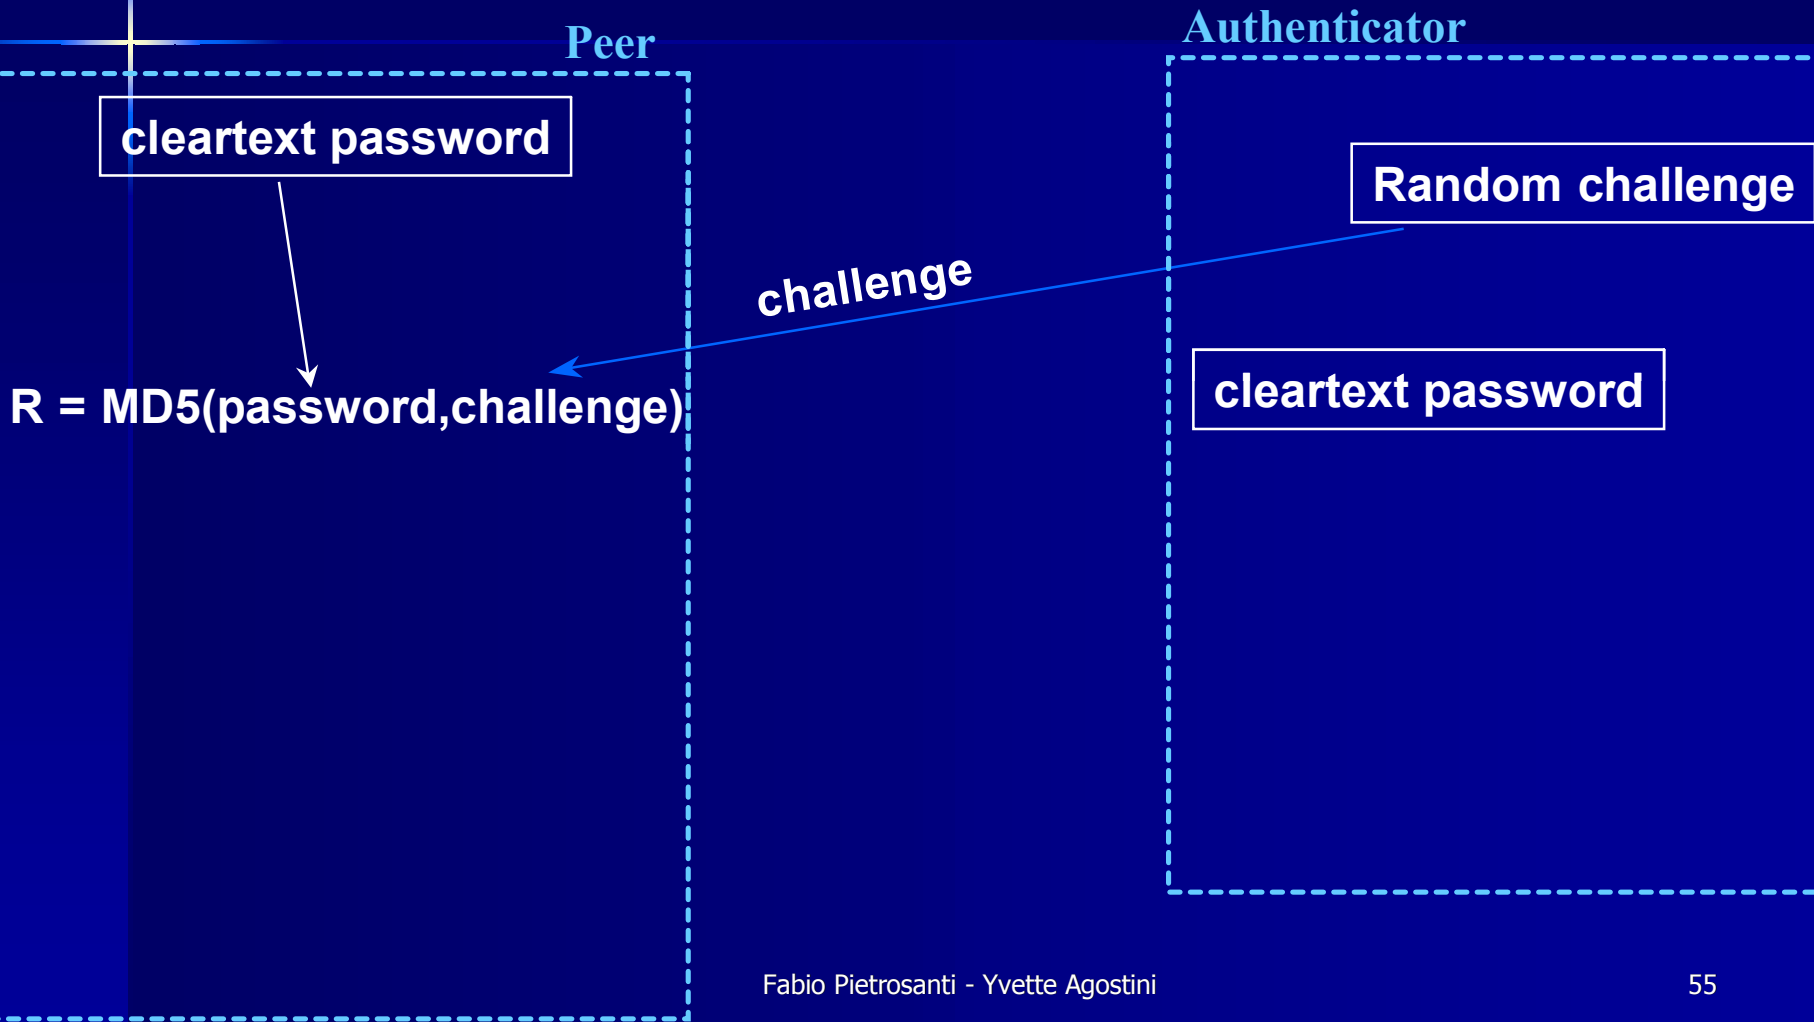 Peer
Authenticator
cleartext password
Random challenge
challenge
R = MD5(password,challenge)
cleartext password
Fabio Pietrosanti - Yvette Agostini
55